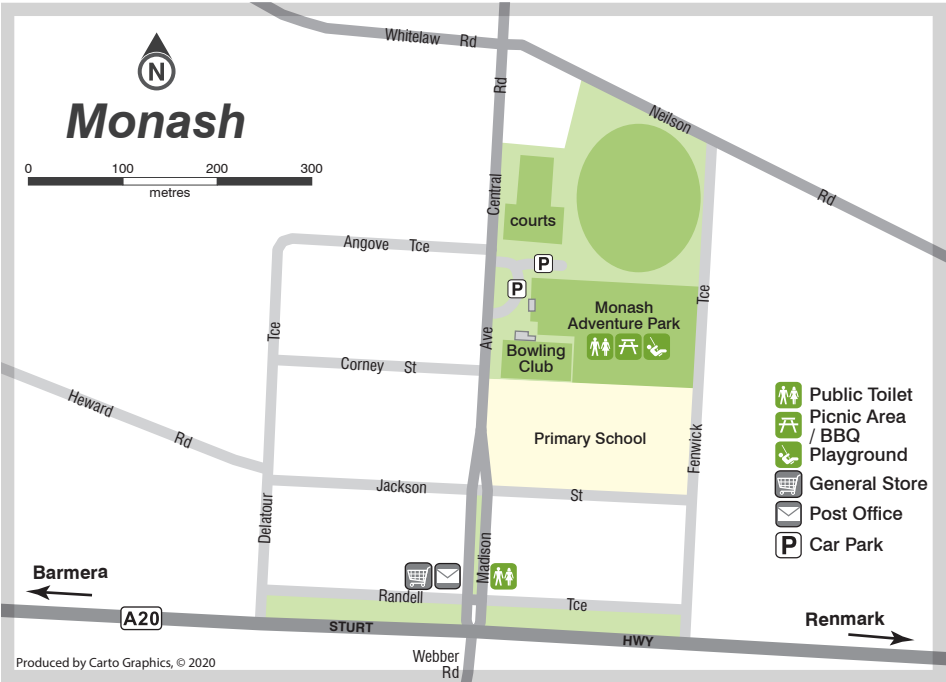 Whitelaw Rd
N
Monash
0 100 200 300
metres
Neilson
Rd
Rd
Central
Ave
courts
Angove Tce
P
P
Monash
Adventure Park
Tce
Fenwick
Bowling
Club
Tce
Delatour
Corney St
Heward
Rd
Primary School
Jackson
St
Madison
Randell
Tce
Public Toilet
Picnic Area
/ BBQ
Playground
General Store
Post Office
P Car Park
Barmera
A20
STURT
HWY
Renmark
Webber
Rd
Produced by Carto Graphics, © 2020